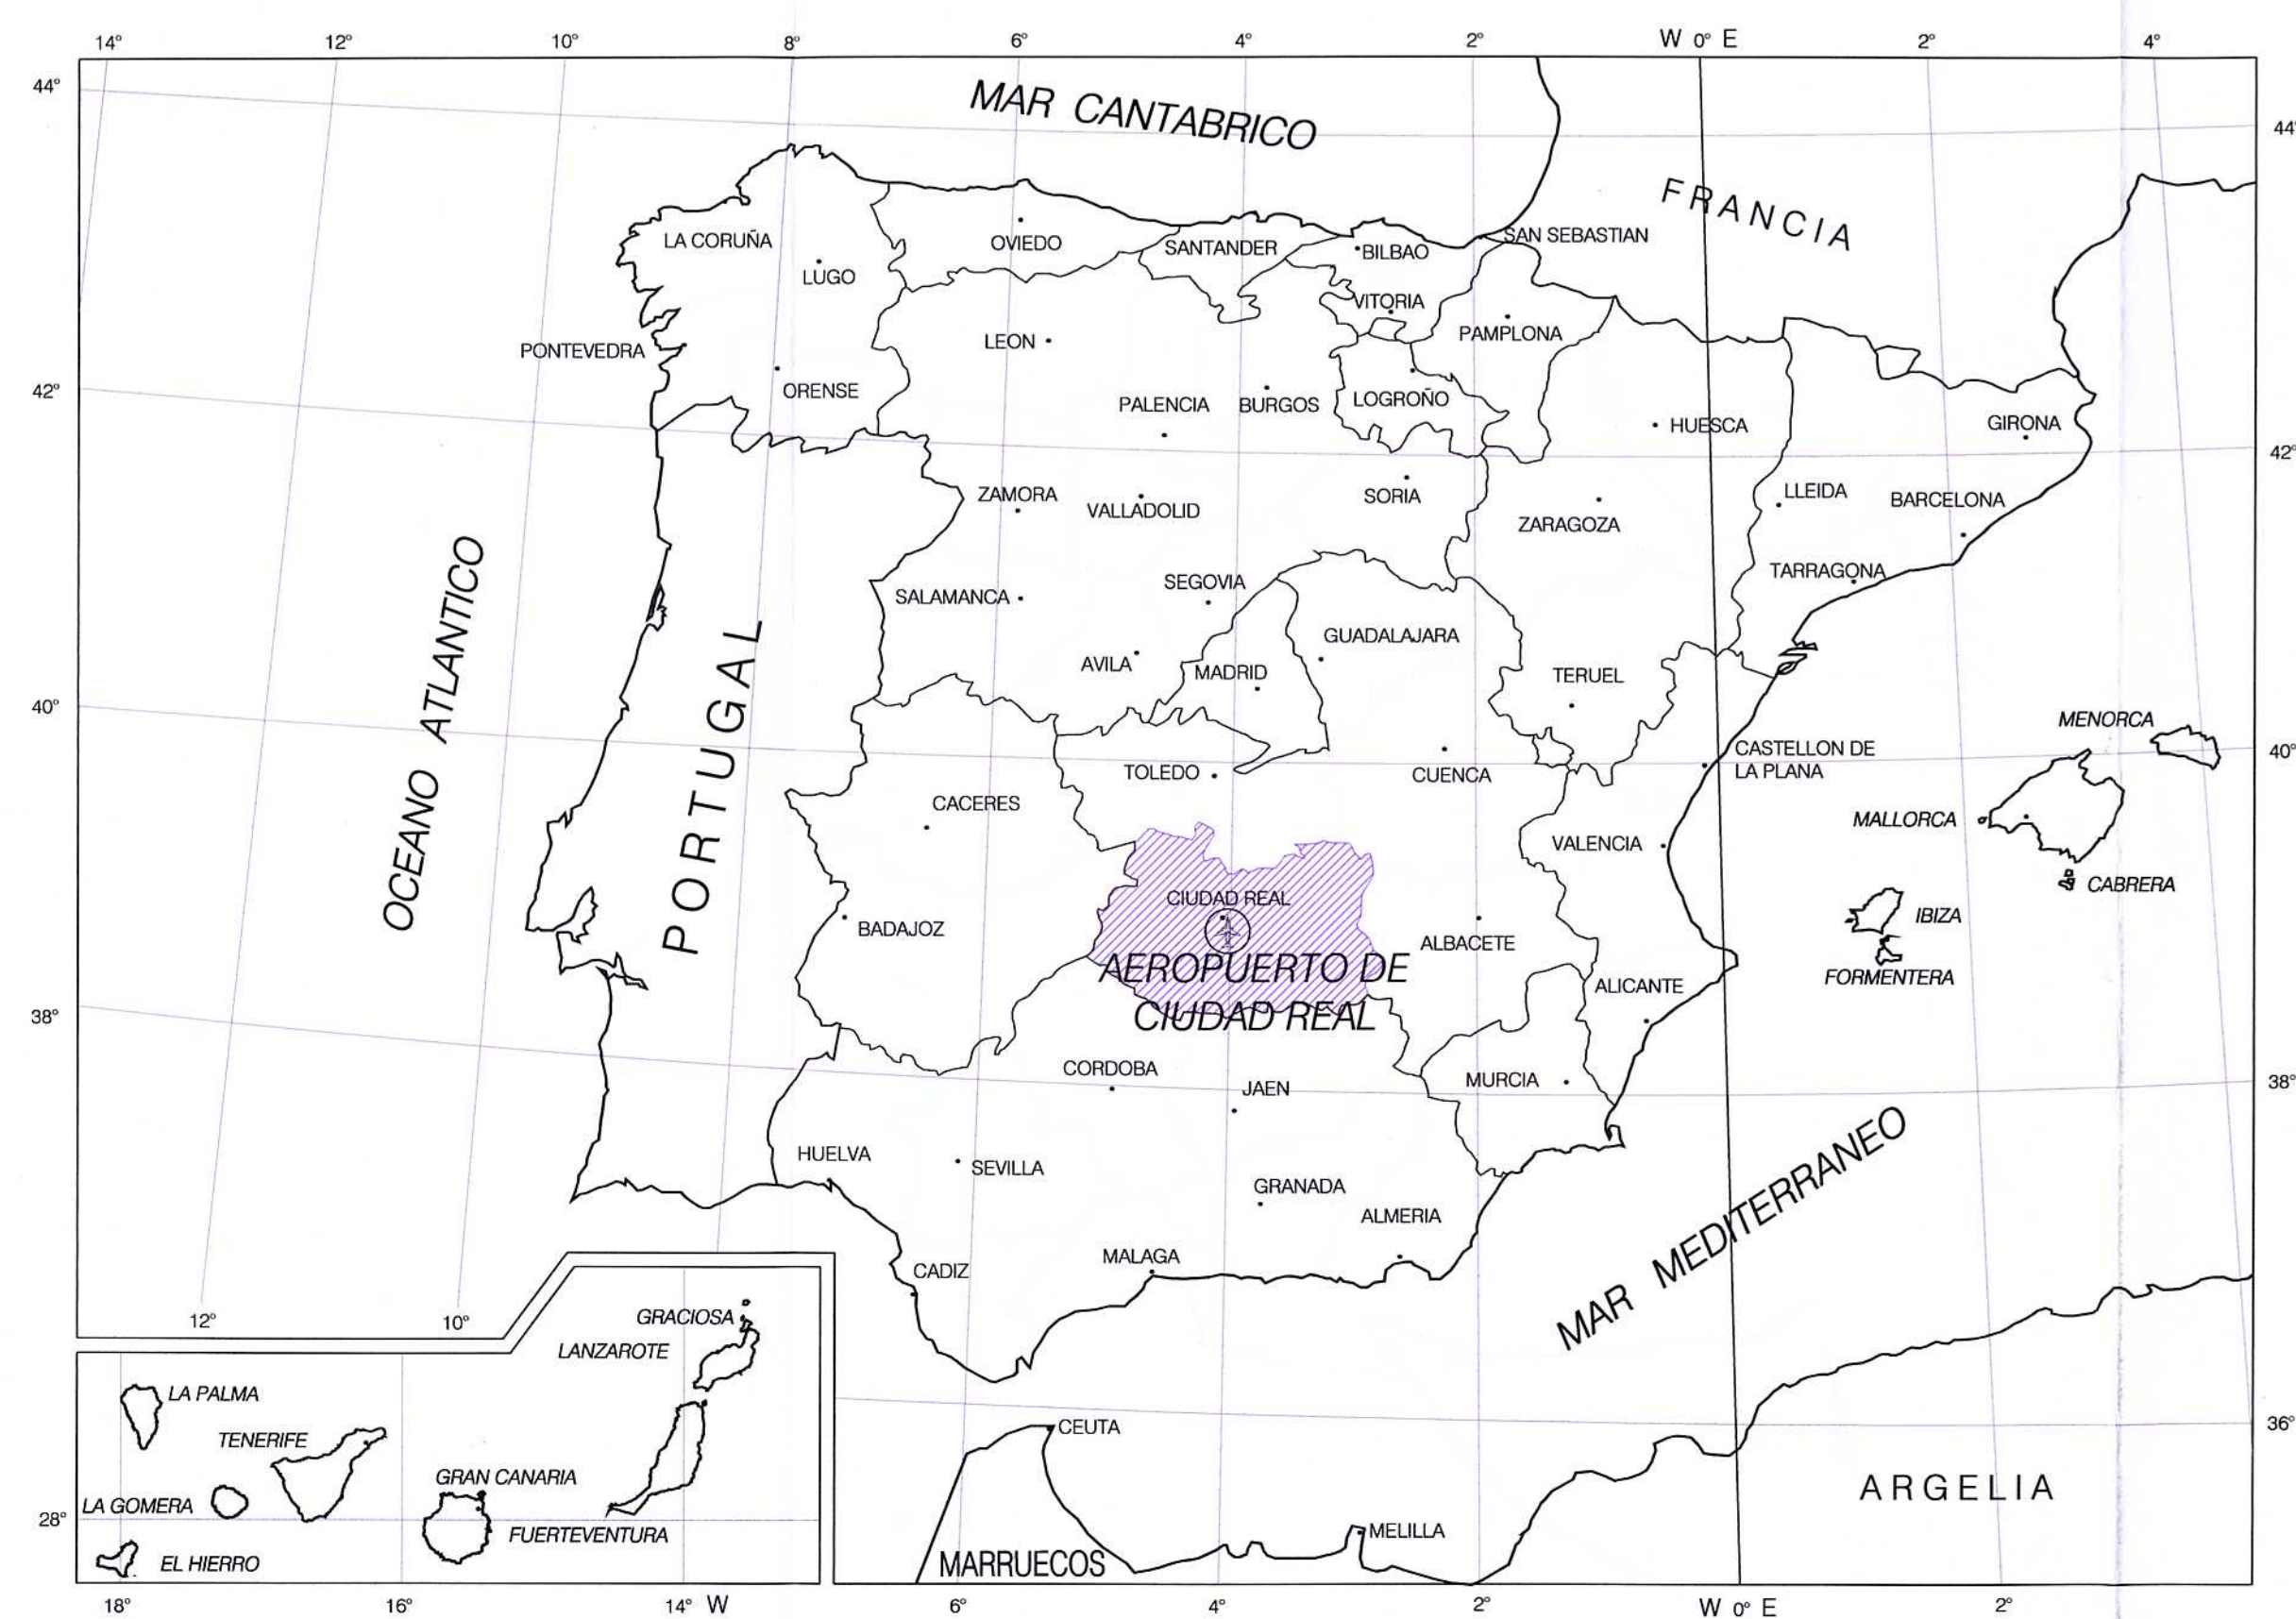 14° 12° 10° 8° 6° 4° 2° W 0° E 2° 4°
44°
44°
MAR CANTABRICO
FRANCIA
LA CORUÑA
LUGO
OVIEDO
SANTANDER
BILBAO
SAN SEBASTIAN
VITORIA
PAMPLONA
PONTEVEDRA
LEON
ORENSE
PALENCIA
BURGOS
LOGROÑO
HUESCA
GIRONA
42°
42°
ZAMORA
VALLADOLID
SORIA
ZARAGOZA
LLEIDA
BARCELONA
TARRAGONA
SALAMANCA
SEGOVIA
GUADALAJARA
AVILA
MADRID
TERUEL
OCEANO ATLANTICO
PORTUGAL
40°
40°
MENORCA
CASTELLON DE
LA PLANA
TOLEDO
CUENCA
CACERES
MALLORCA
VALENCIA
CABRERA
CIUDAD REAL
IBIZA
BADAJOZ
ALBACETE
AEROPUERTO DE
CIUDAD REAL
FORMENTERA
ALICANTE
38°
38°
CORDOBA
JAEN
MURCIA
HUELVA
SEVILLA
GRANADA
ALMERIA
MAR MEDITERRANEO
MALAGA
CADIZ
12° 10°
GRACIOSA
LANZAROTE
LA PALMA
TENERIFE
GRAN CANARIA
LA GOMERA
FUERTEVENTURA
EL HIERRO
28°
CEUTA
36°
ARGELIA
MELILLA
MARRUECOS
18° 16° 14° W 6° 4° 2° W 0° E 2°